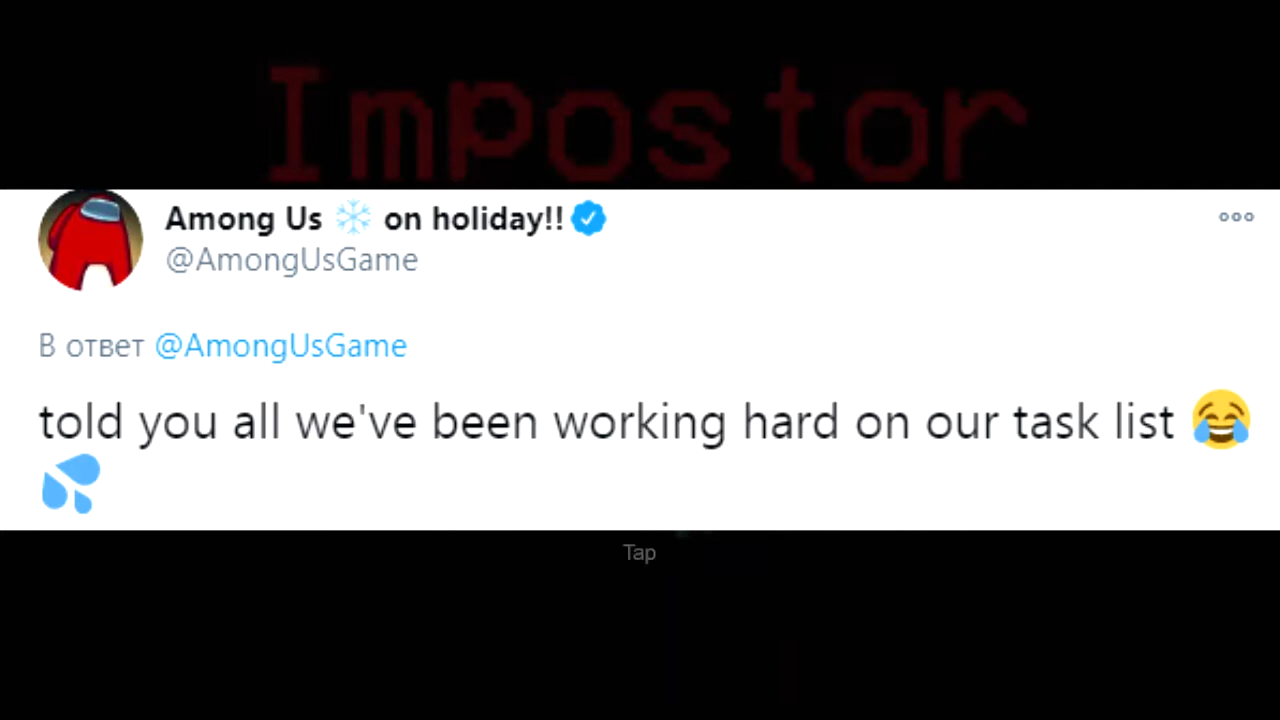 Impostor
Among Us ❄️ on holiday!!
@AmongUsGame
В ответ @AmongUsGame
told you all we've been working hard on our task list 😂
💦
Tap